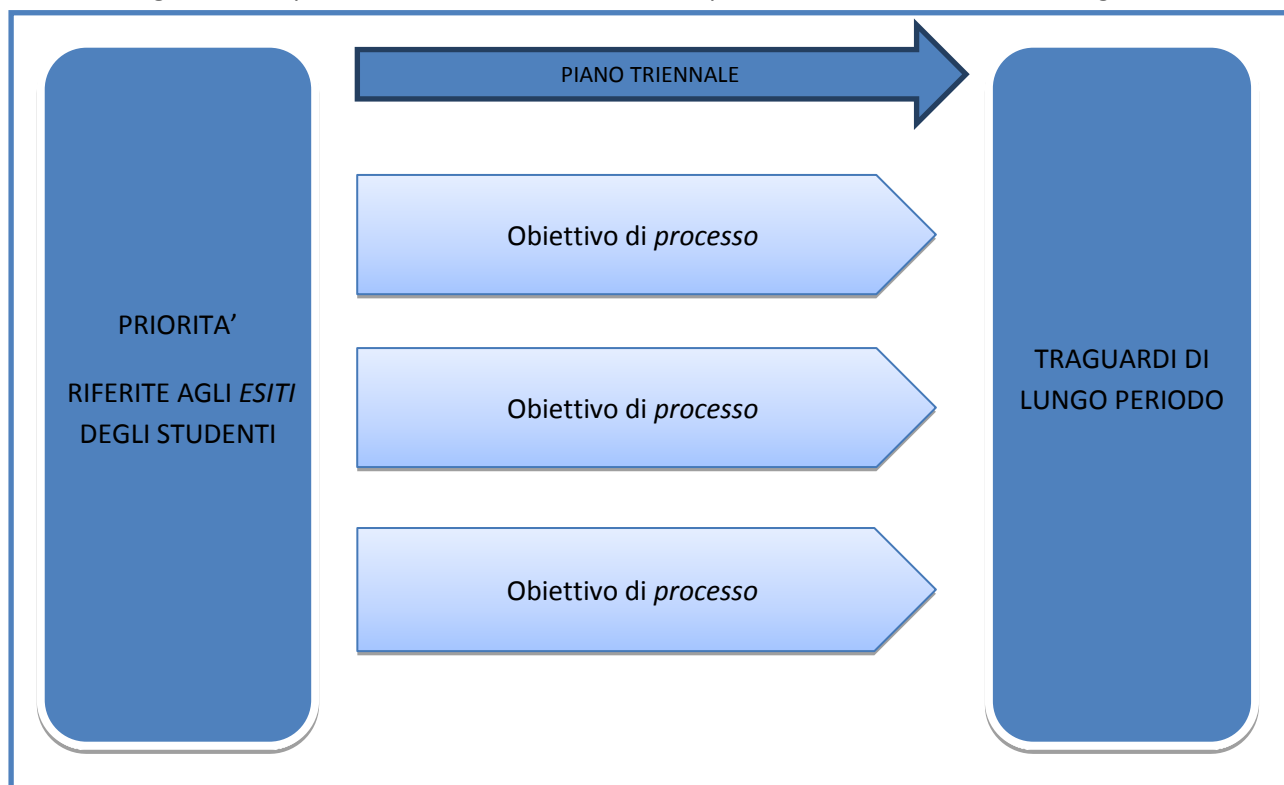 PIANO TRIENNALE
PRIORITA’
RIFERITE AGLI ESITI
DEGLI STUDENTI
Obiettivo di processo
Obiettivo di processo
Obiettivo di processo
TRAGUARDI DI
LUNGO PERIODO